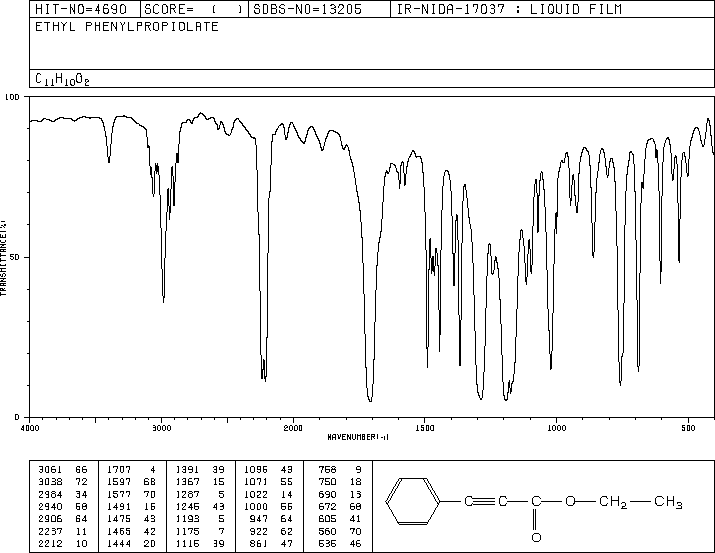 HIT-NO=4690 SCORE= ( ) SDBS-NO=13205 IR-NIDA-17037 : LIQUID FILM
ETHYL PHENYLPROPIOLATE
C11H10O2
100
50
0
TRANSMITTANCE(%)
4000 3000 2000 1500 1000 500
WAVENUMBER(-1)
3061 66 1707 4 1391 39 1096 43 758 9
3038 72 1597 68 1367 15 1071 55 750 18
2984 34 1577 70 1287 5 1022 14 690 13
2940 60 1491 15 1245 43 1000 55 672 68
2906 64 1475 43 1193 5 947 64 605 41
2237 11 1465 42 1175 7 922 62 560 70
2212 10 1444 20 1115 39 861 47 535 46
C≡C—C—O—CH2—CH3
O